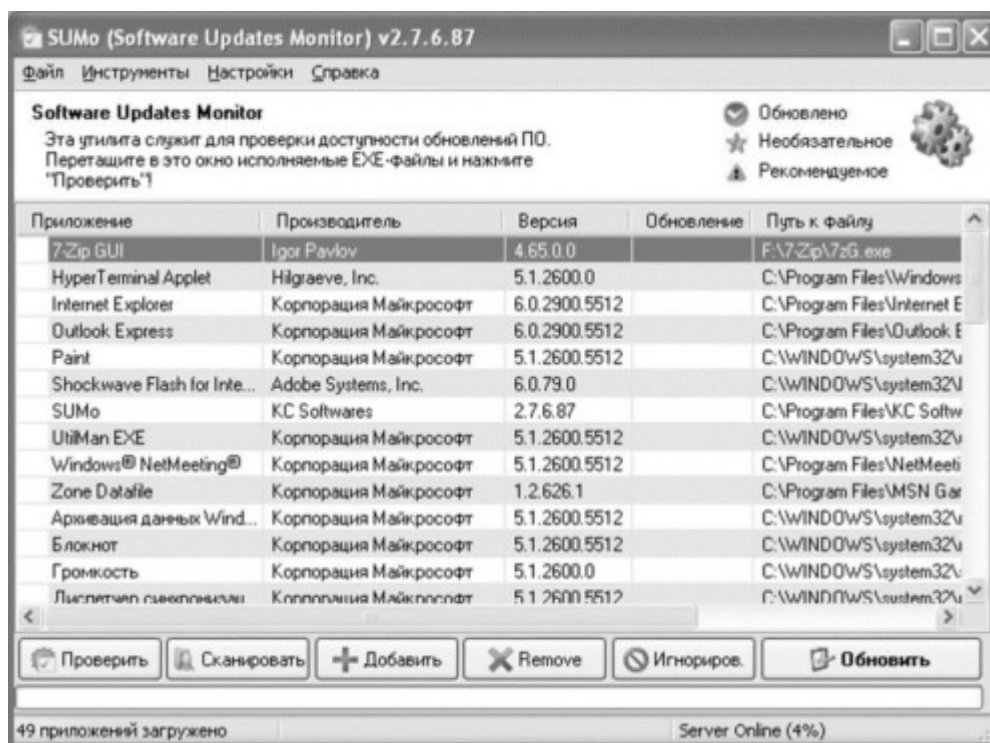 SUMo (Software Updates Monitor) v2.7.6.87
Файл Инструменты Настройки Справка
Software Updates Monitor
Эта утилита служит для проверки доступности обновлений ПО.
Перетащите в это окно исполняемые EXE-файлы и нажмите
"Проверить"!
Обновлено
Необязательное
Рекомендуемое
Приложение Производитель Версия Обновление Путь к файлу
7-Zip GUI Igor Pavlov 4.65.0.0 F:\7-Zip\7zG.exe
HyperTerminal Applet Hilgraeve, Inc. 5.1.2600.0 C:\Program Files\Windows
Internet Explorer Корпорация Майкрософт 6.0.2900.5512 C:\Program Files\Internet E
Outlook Express Корпорация Майкрософт 6.0.2900.5512 C:\Program Files\Outlook E
Paint Корпорация Майкрософт 5.1.2600.5512 C:\WINDOWS\system32\
Shockwave Flash for Inte... Adobe Systems, Inc. 6.0.79.0 C:\WINDOWS\system32\
SUMo KC Softwares 2.7.6.87 C:\Program Files\KC Softw
UtilMan EXE Корпорация Майкрософт 5.1.2600.5512 C:\WINDOWS\system32\
Windows® NetMeeting® Корпорация Майкрософт 5.1.2600.5512 C:\Program Files\NetMeeti
Zone Datafile Корпорация Майкрософт 1.2.626.1 C:\Program Files\MSN Gar
Архивация данных Wind... Корпорация Майкрософт 5.1.2600.5512 C:\WINDOWS\system32\
Блокнот Корпорация Майкрософт 5.1.2600.5512 C:\WINDOWS\system32\
Громкость Корпорация Майкрософт 5.1.2600.0 C:\WINDOWS\system32\
Диспетчер синхронизац Корпорация Майкрософт 5.1.2600.5512 C:\WINDOWS\system32\
Проверить Сканировать Добавить Remove Игнориров. Обновить
49 приложений загружено Server Online (4%)